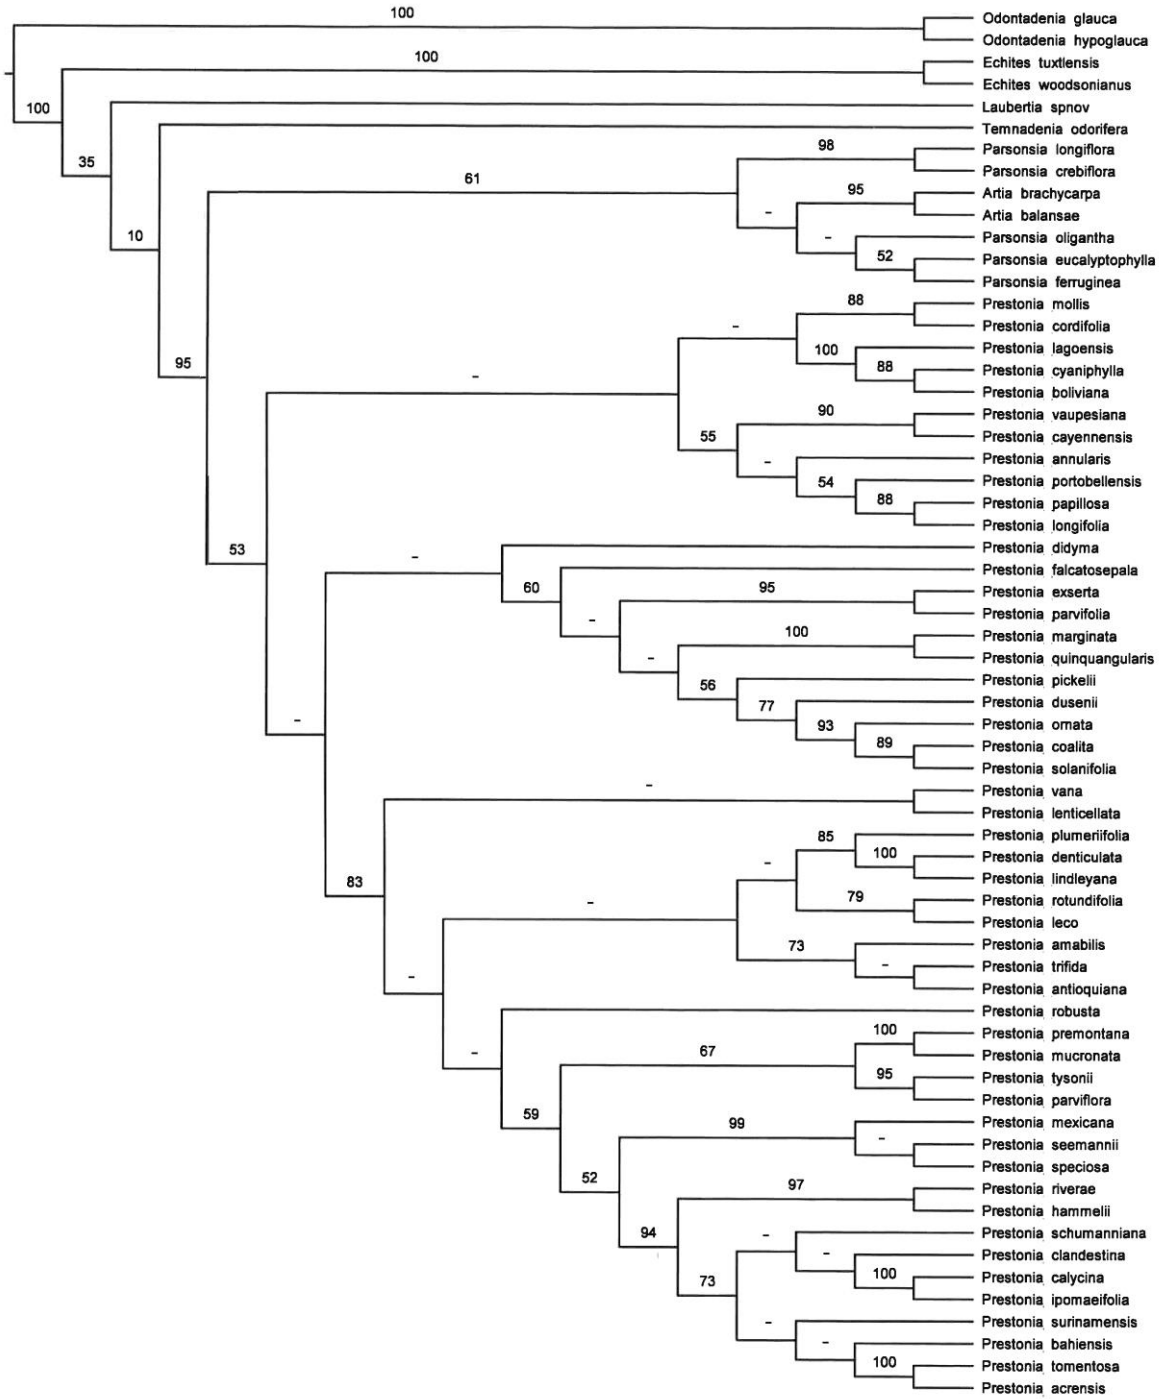 100
Odontadenia glauca
Odontadenia hypoglauca
100
Echites tuxtlensis
Echites woodsonianus
100
Laubertia spnov
Temnadenia odorifera
35
98
Parsonsia longiflora
Parsonsia crebiflora
61
95
Artia brachycarpa
–
Artia balansae
10
–
Parsonsia oligantha
52
Parsonsia eucalyptophylla
Parsonsia ferruginea
88
Prestonia mollis
–
Prestonia cordifolia
100
Prestonia lagoensis
95
88
Prestonia cyaniphylla
–
Prestonia boliviana
90
Prestonia vaupesiana
55
Prestonia cayennensis
–
Prestonia annularis
54
Prestonia portobellensis
88
Prestonia papillosa
Prestonia longifolia
53
–
Prestonia didyma
Prestonia falcatosepala
60
95
Prestonia exserta
Prestonia parvifolia
–
100
Prestonia marginata
–
Prestonia quinquangularis
56
Prestonia pickelii
77
Prestonia dusenii
–
93
Prestonia ornata
89
Prestonia coalita
Prestonia solanifolia
–
Prestonia vana
Prestonia lenticellata
85
Prestonia plumeriifolia
–
100
Prestonia denticulata
83
Prestonia lindleyana
–
79
Prestonia rotundifolia
Prestonia leco
73
Prestonia amabilis
–
Prestonia trifida
–
Prestonia antioquiana
Prestonia robusta
100
Prestonia premontana
–
67
Prestonia mucronata
95
Prestonia tysonii
Prestonia parviflora
59
99
Prestonia mexicana
–
Prestonia seemannii
Prestonia speciosa
52
97
Prestonia riverae
Prestonia hammelii
94
–
Prestonia schumanniana
–
Prestonia clandestina
73
100
Prestonia calycina
Prestonia ipomaeifolia
–
Prestonia surinamensis
–
Prestonia bahiensis
100
Prestonia tomentosa
Prestonia acrensis